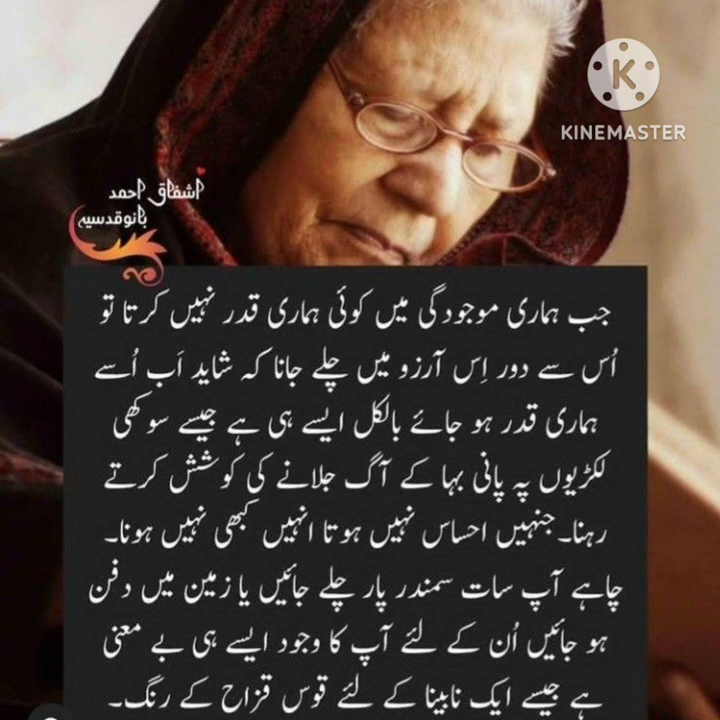 KINEMASTER
اشفاق احمد
بانو قدسیہ
جب ہماری موجودگی میں کوئی ہماری قدر نہیں کرتا تو
اُس سے دور اِس آرزو میں چلے جانا کہ شاید اَب اُسے
ہماری قدر ہو جائے بالکل ایسے ہی ہے جیسے سوکھی
لکڑیوں پہ پانی بہا کے آگ جلانے کی کوشش کرتے
رہنا۔ جنہیں احساس نہیں ہوتا انہیں کبھی نہیں ہونا۔
چاہے آپ سات سمندر پار چلے جائیں یا زمین میں دفن
ہو جائیں اُن کے لئے آپ کا وجود ایسے ہی بے معنی
ہے جیسے ایک نابینا کے لئے قوس قزاح کے رنگ۔